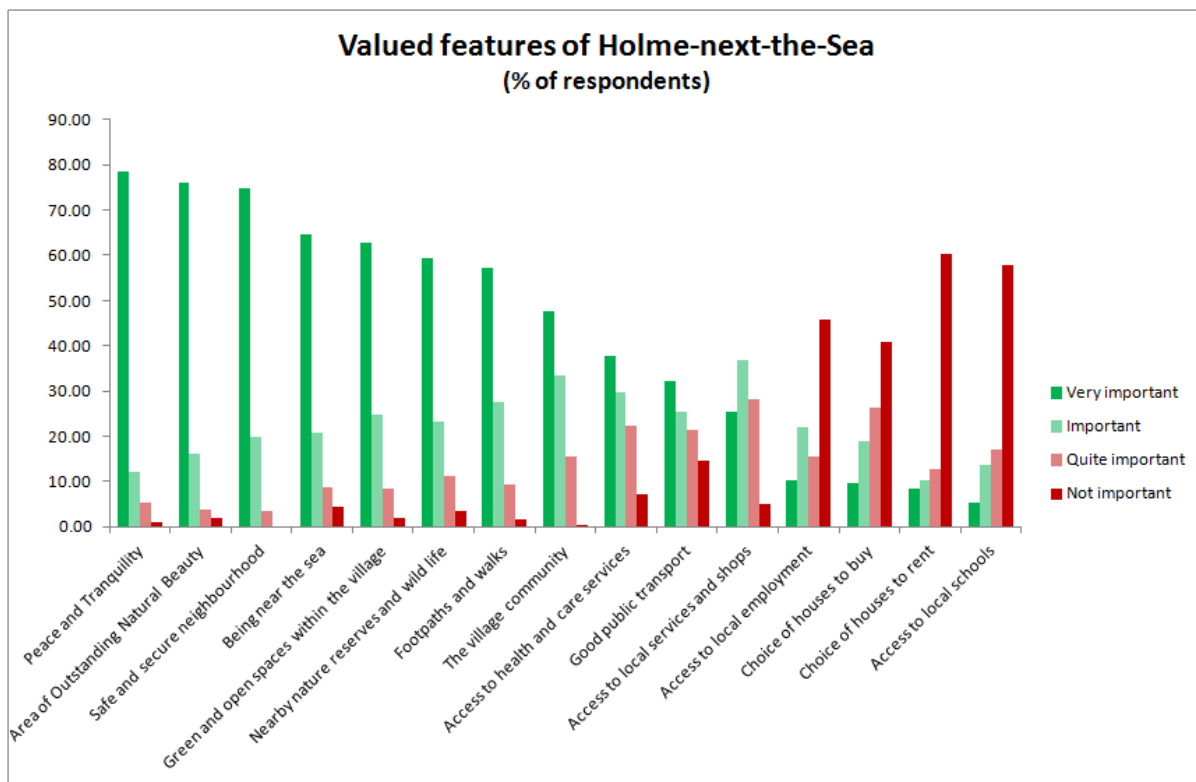 Valued features of Holme-next-the-Sea
(% of respondents)
90.00
80.00
70.00
60.00
50.00
40.00
30.00
20.00
10.00
0.00
Peace and Tranquility
Area of Outstanding Natural Beauty
Safe and secure neighbourhood
Being near the sea
Green and open spaces within the village
Nearby nature reserves and wild life
Footpaths and walks
The village community
Access to health and care services
Good public transport
Access to local services and shops
Access to local employment
Choice of houses to buy
Choice of houses to rent
Access to local schools
Very important
Important
Quite important
Not important